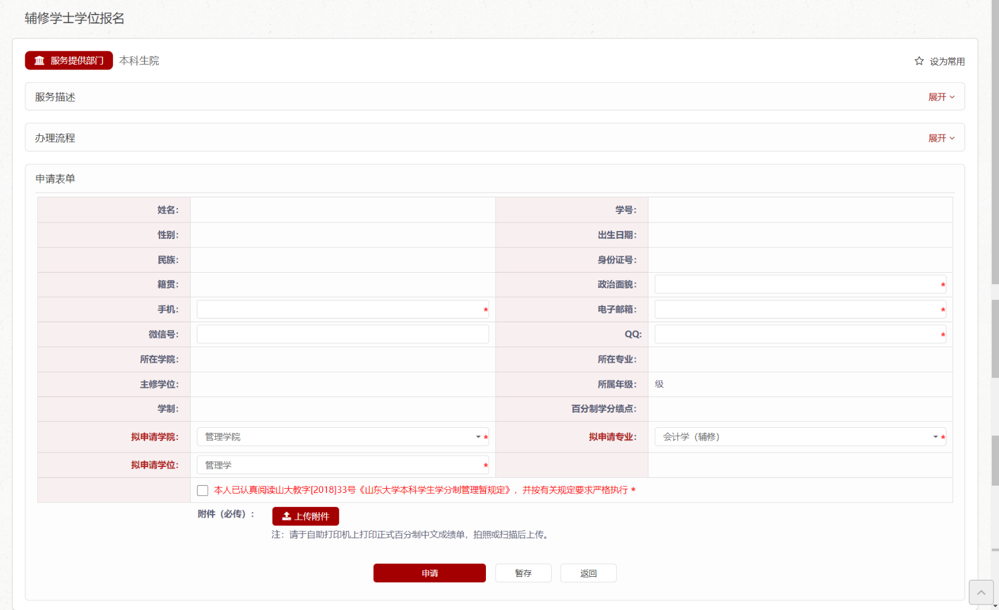 辅修学士学位报名
服务提供部门 本科生院 设为常用
服务描述 展开
办理流程 展开
申请表单
姓名： 学号：
性别： 出生日期：
民族： 身份证号：
籍贯： 政治面貌： *
手机： * 电子邮箱： *
微信号： QQ: *
所在学院： 所在专业：
主修学位： 所属年级： 级
学制： 百分制学分绩点：
拟申请学院： 管理学院 * 拟申请专业： 会计学（辅修） *
拟申请学位： 管理学 *
本人已认真阅读山大教字[2018]33号《山东大学本科学生学分制管理暂规定》，并按有关规定要求严格执行 *
附件（必传）： 上传附件
注：请于自助打印机上打印正式百分制中文成绩单，拍照或扫描后上传。
申请 暂存 返回